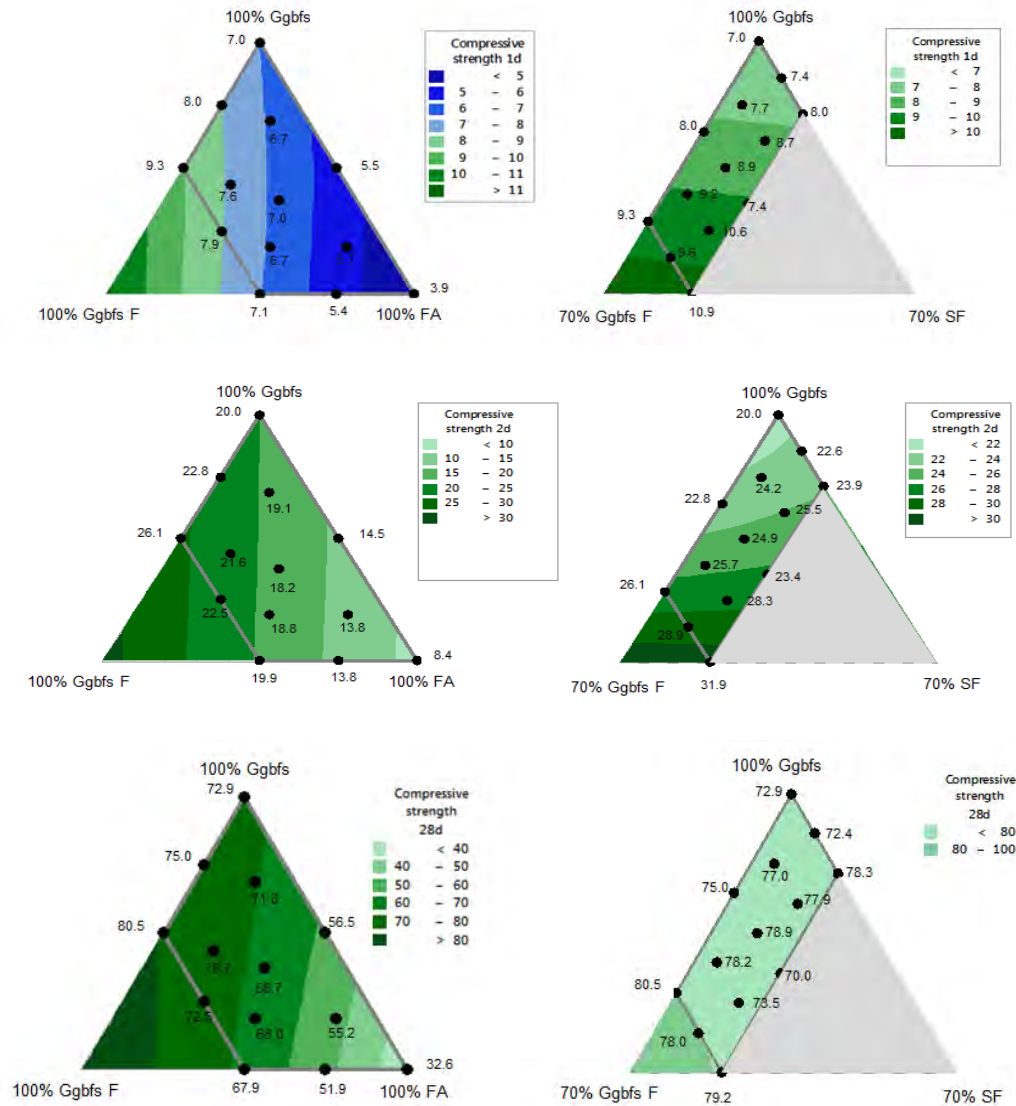 100% Ggbfs
7.0
Compressive
strength 1d
< 5
5 – 6
6 – 7
7 – 8
8 – 9
9 – 10
10 – 11
> 11
8.0
6.7
9.3
5.5
7.6
7.0
7.9
6.7
3.9
100% Ggbfs F
7.1
5.4
100% FA
100% Ggbfs
7.0
Compressive
strength 1d
< 7
7 – 8
8 – 9
9 – 10
> 10
7.4
7.7
8.0
8.0
8.7
8.9
9.2
7.4
9.3
10.6
9.6
70% Ggbfs F
10.9
70% SF
100% Ggbfs
20.0
Compressive
strength 2d
< 10
10 – 15
15 – 20
20 – 25
25 – 30
> 30
22.8
19.1
26.1
14.5
21.6
18.2
22.5
18.8
13.8
8.4
100% Ggbfs F
19.9
13.8
100% FA
100% Ggbfs
20.0
Compressive
strength 2d
< 22
22 – 24
24 – 26
26 – 28
28 – 30
> 30
22.6
24.2
23.9
22.8
25.5
24.9
25.7
23.4
26.1
28.3
28.9
70% Ggbfs F
31.9
70% SF
100% Ggbfs
72.9
Compressive
strength
28d
< 40
40 – 50
50 – 60
60 – 70
70 – 80
> 80
75.0
71.8
80.5
56.5
78.7
68.7
72.5
68.0
55.2
32.6
100% Ggbfs F
67.9
51.9
100% FA
100% Ggbfs
72.9
Compressive
strength
28d
< 80
80 – 100
72.4
77.0
78.3
75.0
77.9
78.9
78.2
70.0
80.5
73.5
78.0
70% Ggbfs F
79.2
70% SF